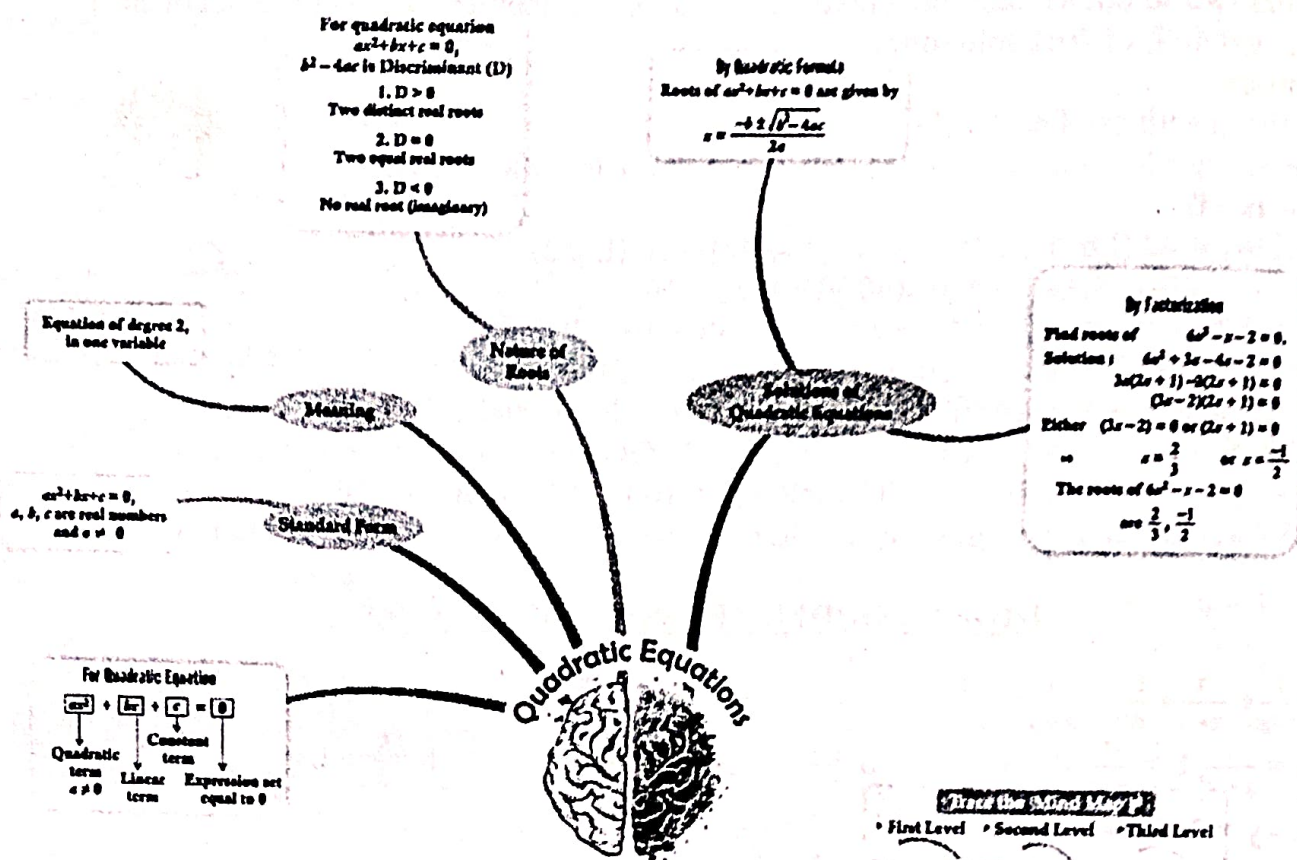 For quadratic equation
ax²+bx+c = 0,
b² – 4ac is Discriminant (D)
1. D > 0
Two distinct real roots
2. D = 0
Two equal real roots
3. D < 0
No real root (imaginary)
By Quadratic Formula
Roots of ax²+bx+c = 0 are given by
x = (-b ± √(b² – 4ac)) / 2a
By Factorization
Find roots of 6x² – x – 2 = 0.
Solution : 6x² + 3x – 4x – 2 = 0
3x(2x + 1) –2(2x + 1) = 0
(3x – 2)(2x + 1) = 0
Either (3x – 2) = 0 or (2x + 1) = 0
⇒ x = 2/3 or x = -1/2
The roots of 6x² – x – 2 = 0
are 2/3, -1/2
Nature of
Roots
Solutions of
Quadratic Equations
Equation of degree 2,
in one variable
Meaning
ax²+bx+c = 0,
a, b, c are real numbers
and a ≠ 0
Standard Form
For Quadratic Equation
ax² + bx + c = 0
Quadratic
term
a ≠ 0
Linear
term
Constant
term
Expression set
equal to 0
Quadratic Equations
Trace the Mind Map
• First Level • Second Level • Third Level